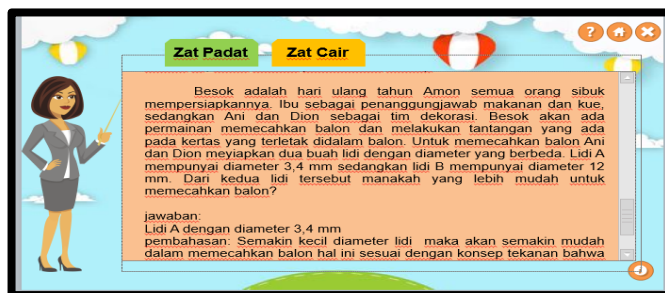 ?
Zat Padat
Zat Cair
Besok adalah hari ulang tahun Amon semua orang sibuk
mempersiapkannya. Ibu sebagai penanggungjawab makanan dan kue,
sedangkan Ani dan Dion sebagai tim dekorasi. Besok akan ada
permainan memecahkan balon dan melakukan tantangan yang ada
pada kertas yang terletak didalam balon. Untuk memecahkan balon Ani
dan Dion meyiapkan dua buah lidi dengan diameter yang berbeda. Lidi A
mempunyai diameter 3,4 mm sedangkan lidi B mempunyai diameter 12
mm. Dari kedua lidi tersebut manakah yang lebih mudah untuk
memecahkan balon?
jawaban:
Lidi A dengan diameter 3,4 mm
pembahasan: Semakin kecil diameter lidi maka akan semakin mudah
dalam memecahkan balon hal ini sesuai dengan konsep tekanan bahwa